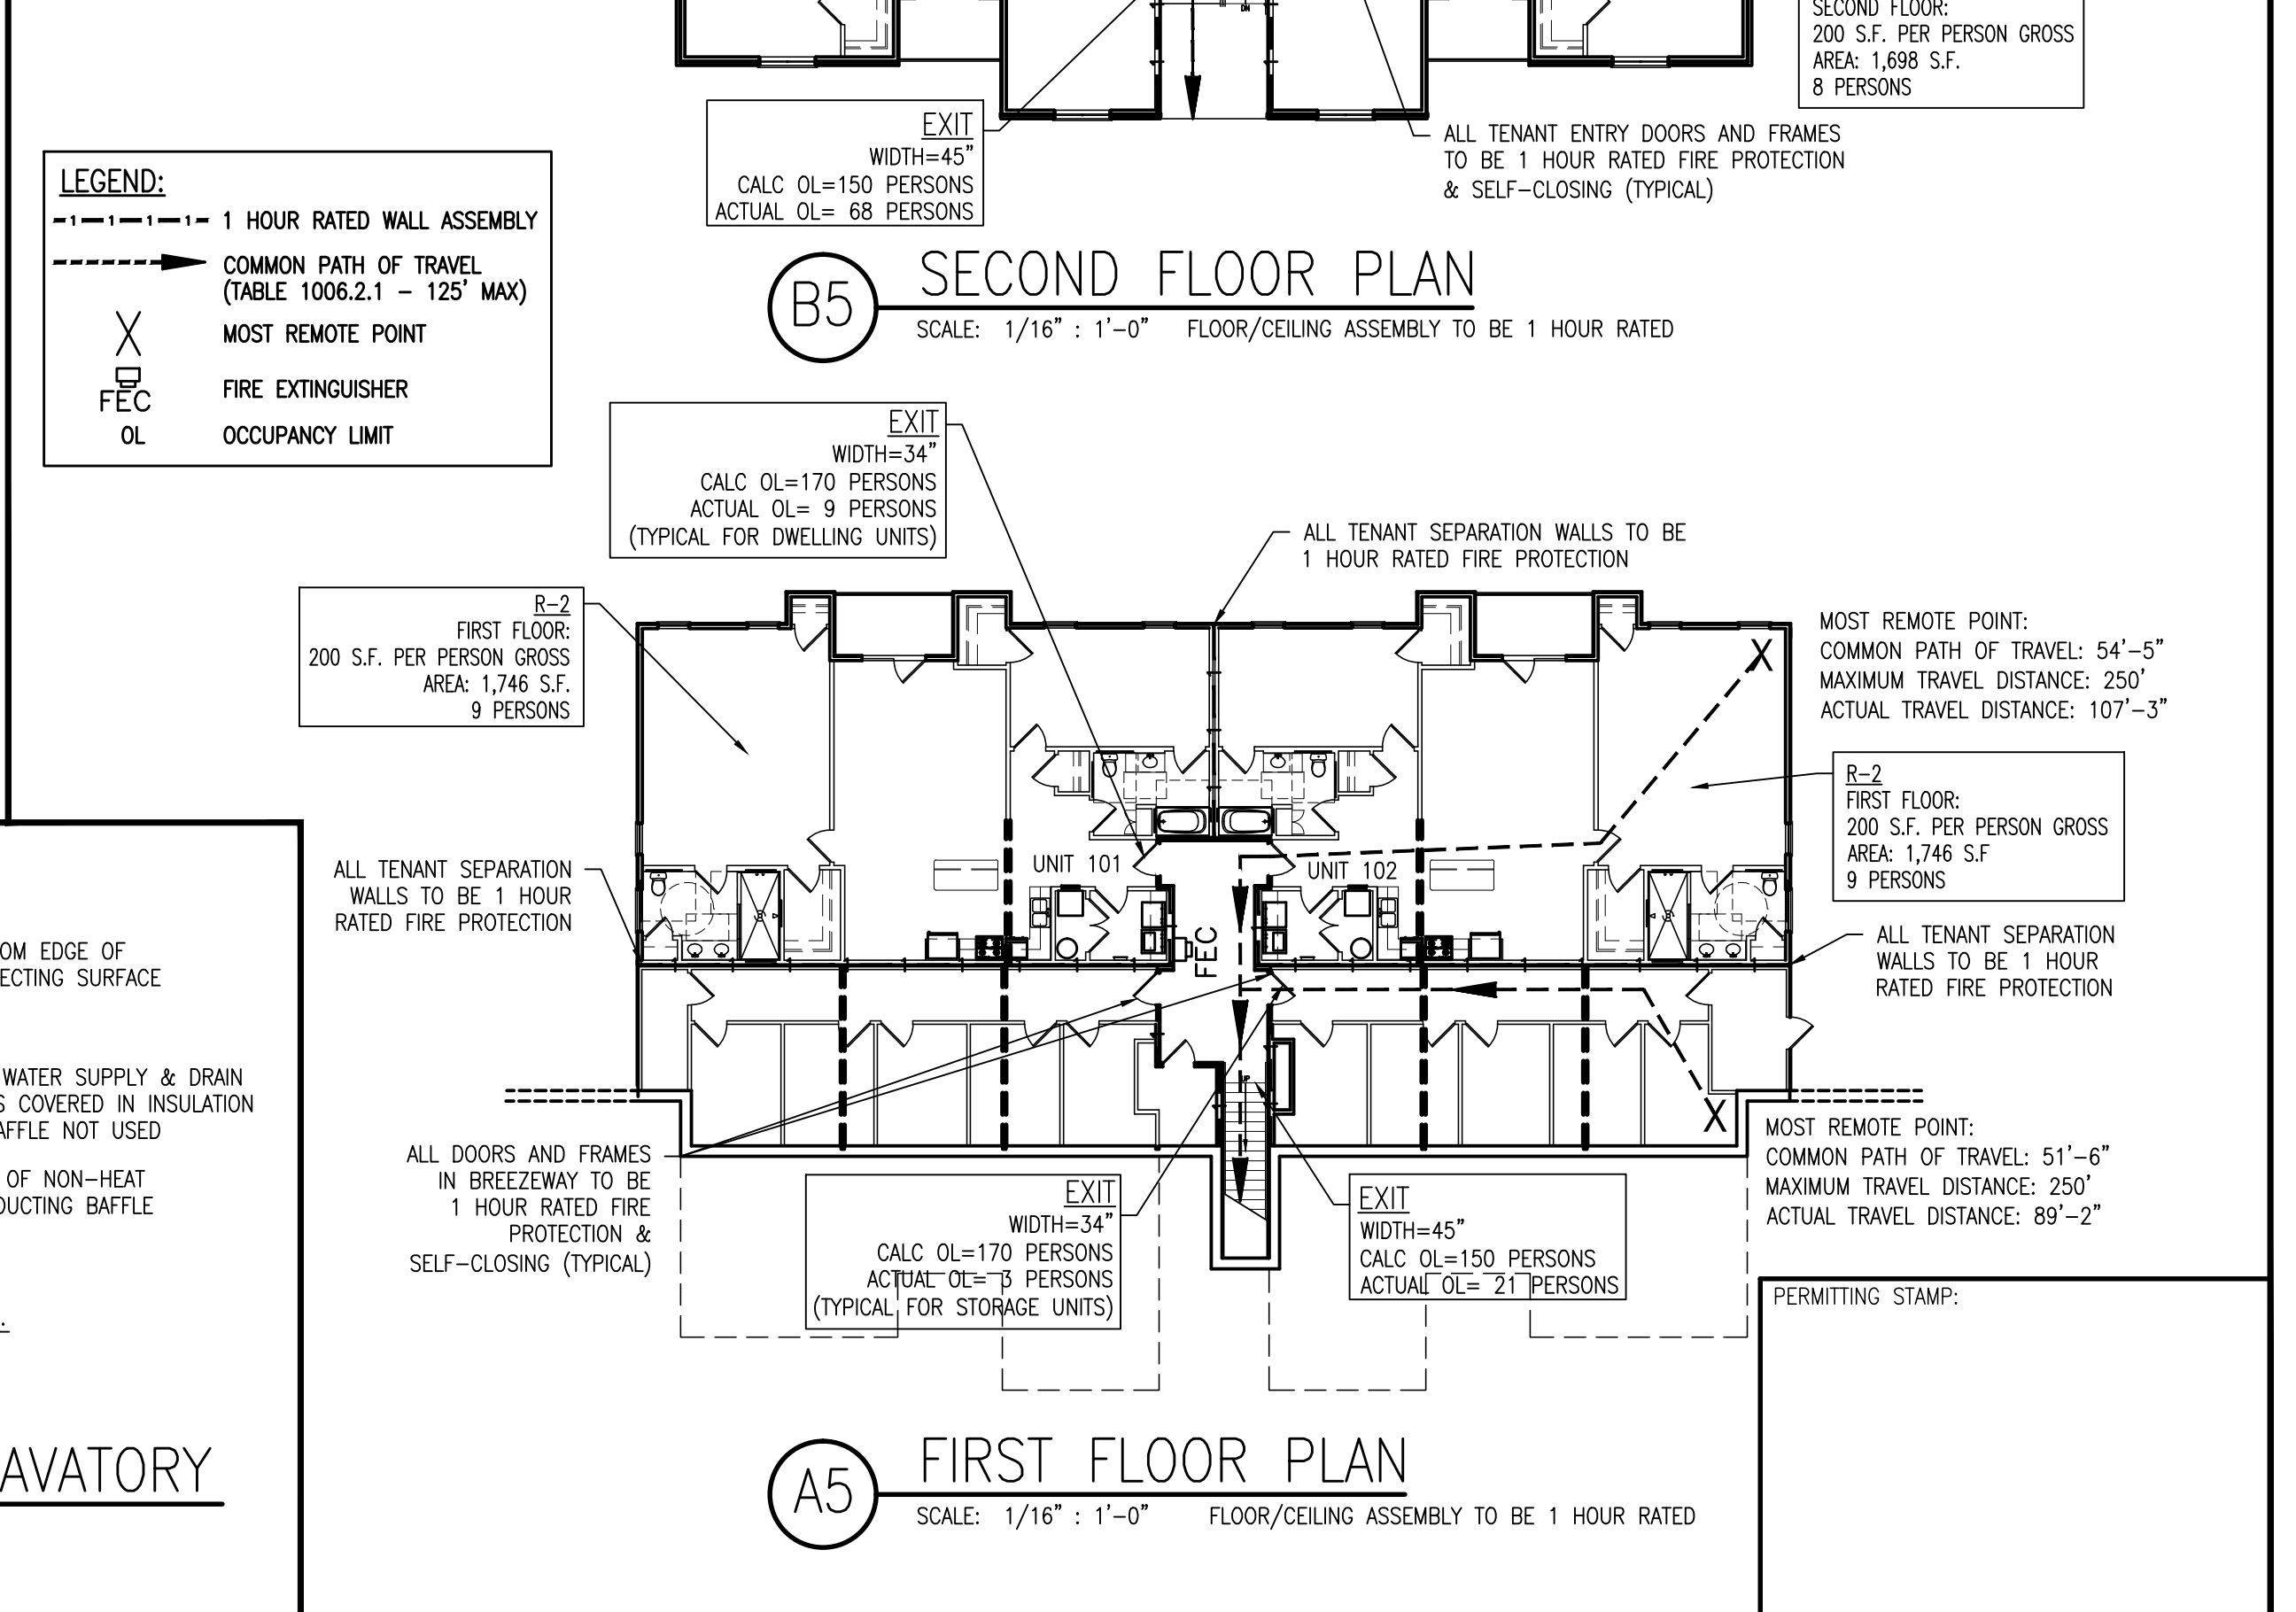 SECOND FLOOR:
200 S.F. PER PERSON GROSS
AREA: 1,698 S.F.
8 PERSONS
DN
EXIT
WIDTH=45"
CALC OL=150 PERSONS
ACTUAL OL= 68 PERSONS
ALL TENANT ENTRY DOORS AND FRAMES
TO BE 1 HOUR RATED FIRE PROTECTION
& SELF-CLOSING (TYPICAL)
LEGEND:
1 1 1 1 1 HOUR RATED WALL ASSEMBLY
COMMON PATH OF TRAVEL
(TABLE 1006.2.1 - 125' MAX)
X MOST REMOTE POINT
FEC FIRE EXTINGUISHER
OL OCCUPANCY LIMIT
B5
SECOND FLOOR PLAN
SCALE: 1/16" : 1'-0" FLOOR/CEILING ASSEMBLY TO BE 1 HOUR RATED
EXIT
WIDTH=34"
CALC OL=170 PERSONS
ACTUAL OL= 9 PERSONS
(TYPICAL FOR DWELLING UNITS)
ALL TENANT SEPARATION WALLS TO BE
1 HOUR RATED FIRE PROTECTION
R-2
FIRST FLOOR:
200 S.F. PER PERSON GROSS
AREA: 1,746 S.F.
9 PERSONS
MOST REMOTE POINT:
COMMON PATH OF TRAVEL: 54'-5"
MAXIMUM TRAVEL DISTANCE: 250'
ACTUAL TRAVEL DISTANCE: 107'-3"
X
R-2
FIRST FLOOR:
200 S.F. PER PERSON GROSS
AREA: 1,746 S.F
9 PERSONS
UNIT 101
UNIT 102
FEC
ALL TENANT SEPARATION
WALLS TO BE 1 HOUR
RATED FIRE PROTECTION
ALL TENANT SEPARATION
WALLS TO BE 1 HOUR
RATED FIRE PROTECTION
OM EDGE OF
ECTING SURFACE
WATER SUPPLY & DRAIN
S COVERED IN INSULATION
AFFLE NOT USED
OF NON-HEAT
DUCTING BAFFLE
UP
X
ALL DOORS AND FRAMES
IN BREEZEWAY TO BE
1 HOUR RATED FIRE
PROTECTION &
SELF-CLOSING (TYPICAL)
EXIT
WIDTH=34"
CALC OL=170 PERSONS
ACTUAL OL= 3 PERSONS
(TYPICAL FOR STORAGE UNITS)
EXIT
WIDTH=45"
CALC OL=150 PERSONS
ACTUAL OL= 21 PERSONS
MOST REMOTE POINT:
COMMON PATH OF TRAVEL: 51'-6"
MAXIMUM TRAVEL DISTANCE: 250'
ACTUAL TRAVEL DISTANCE: 89'-2"
PERMITTING STAMP:
AVATORY
A5
FIRST FLOOR PLAN
SCALE: 1/16" : 1'-0" FLOOR/CEILING ASSEMBLY TO BE 1 HOUR RATED